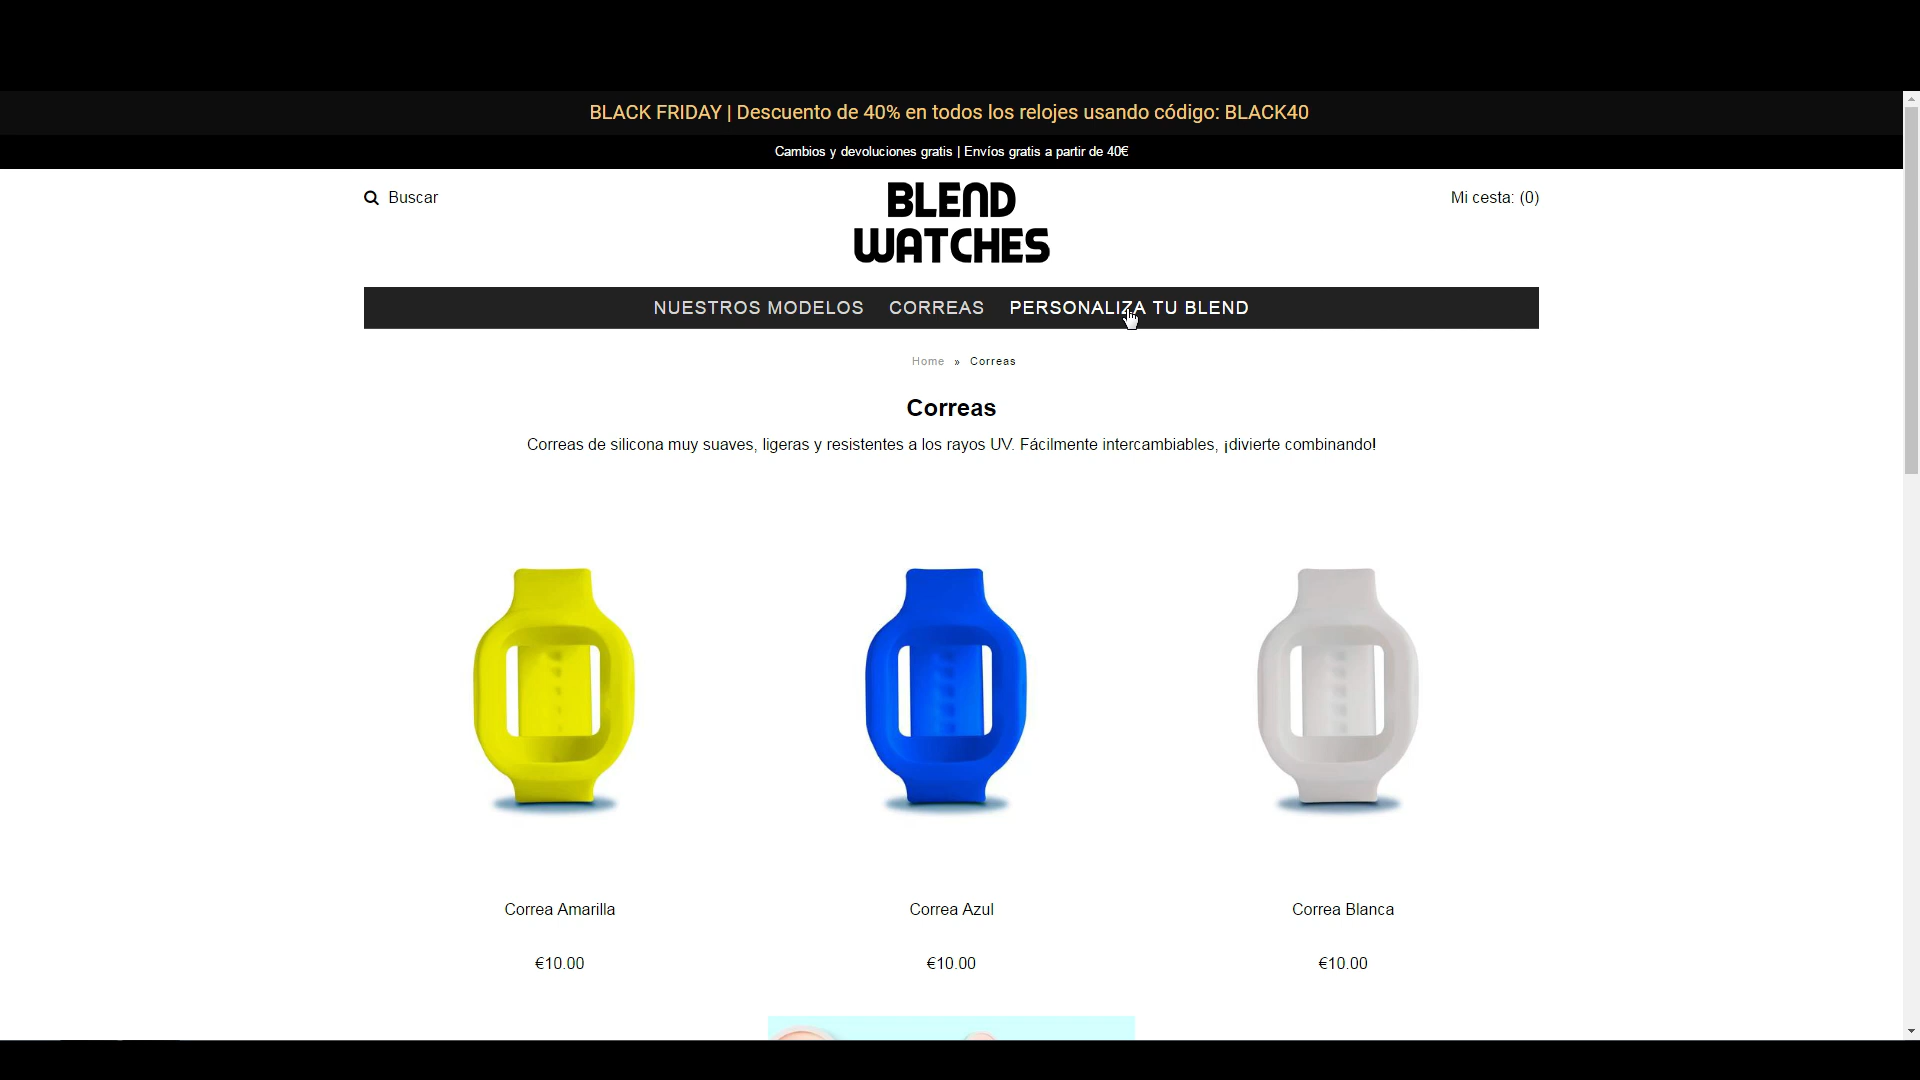 BLACK FRIDAY | Descuento de 40% en todos los relojes usando código: BLACK40
Cambios y devoluciones gratis | Envíos gratis a partir de 40€
Buscar
BLEND
WATCHES
Mi cesta: (0)
NUESTROS MODELOS CORREAS PERSONALIZA TU BLEND
Home » Correas
Correas
Correas de silicona muy suaves, ligeras y resistentes a los rayos UV. Fácilmente intercambiables, ¡divierte combinando!
Correa Amarilla
Correa Azul
Correa Blanca
€10.00
€10.00
€10.00